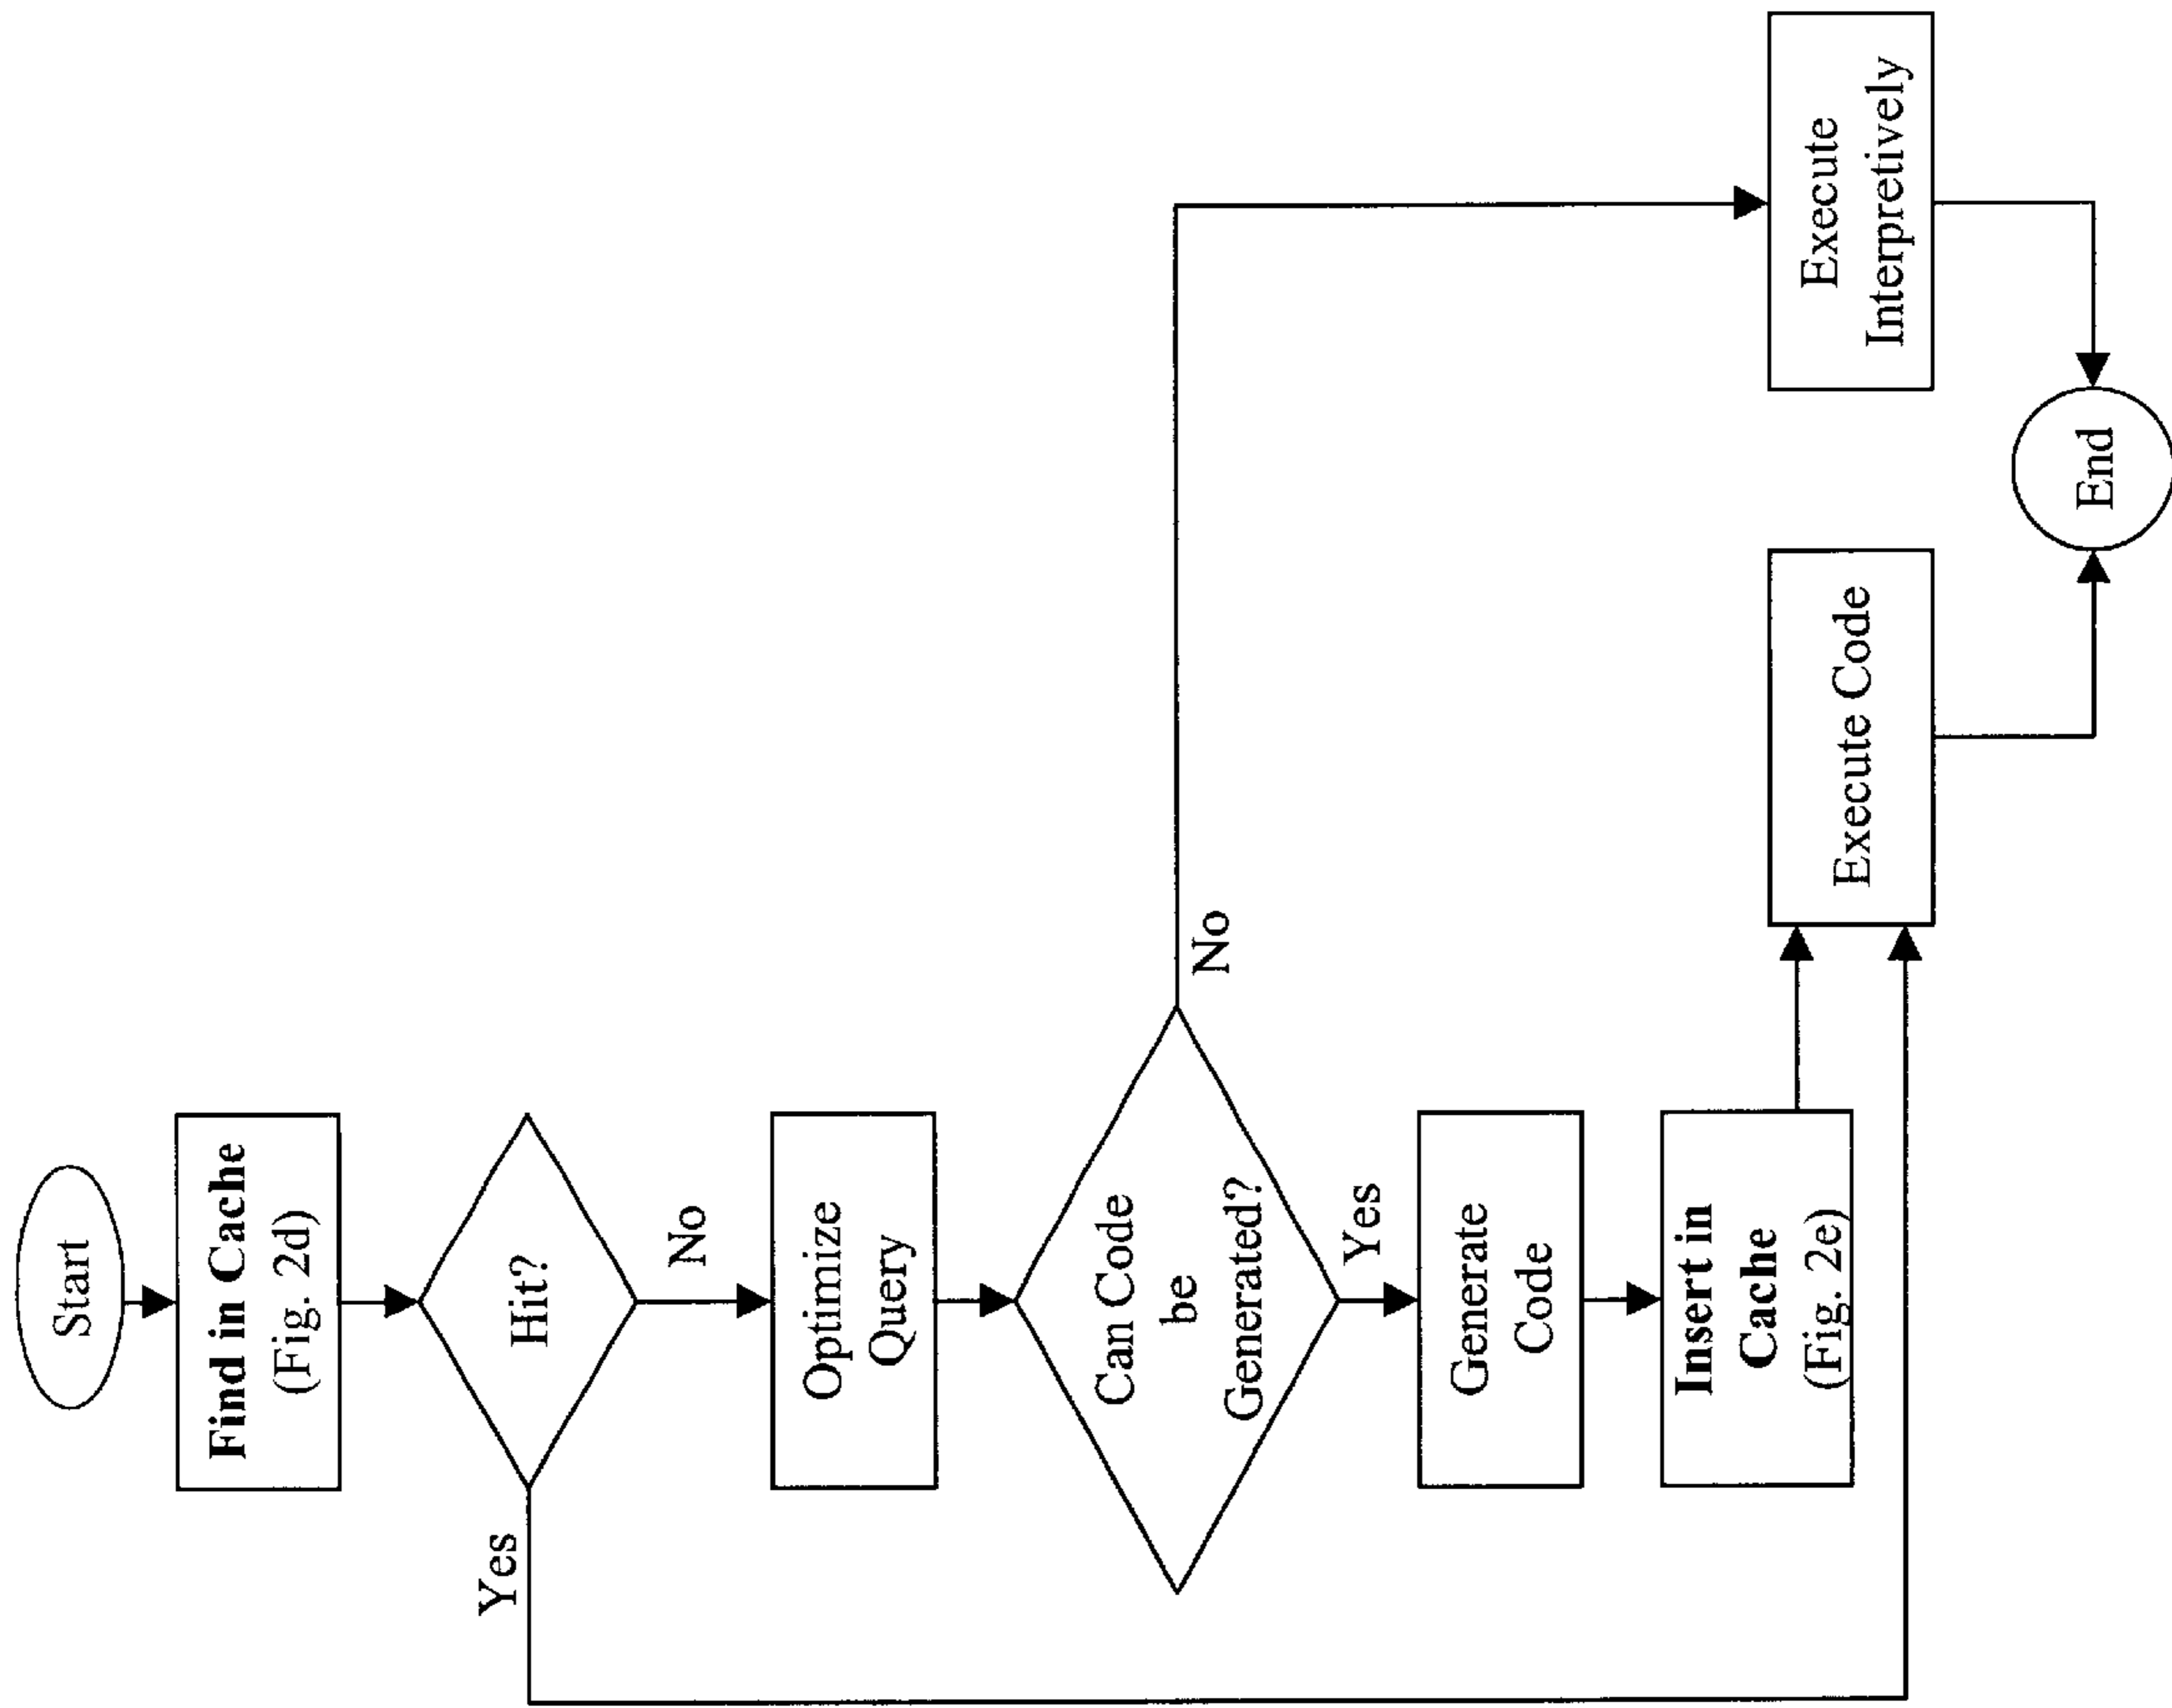 Start
Find in Cache
(Fig. 2d)
Hit?
Yes
No
Optimize
Query
Can Code
be
Generated?
No
Yes
Generate
Code
Insert in
Cache
(Fig. 2e)
Execute Code
Execute
Interpretively
End